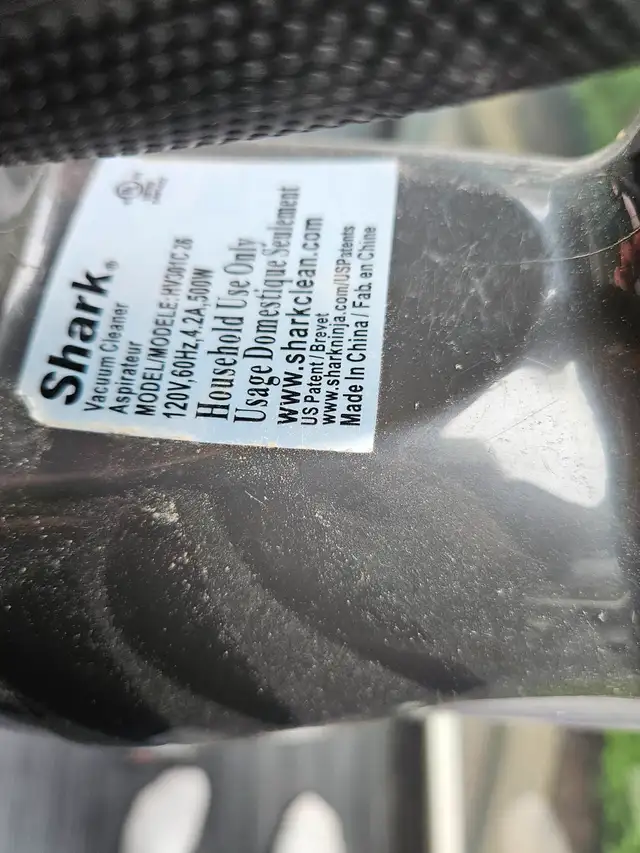 Shark®
Vacuum Cleaner
Aspirateur
MODEL/MODELE: HV301C 26
120V,60Hz,4.2A,500W
Household Use Only
Usage Domestique Seulement
www.sharkclean.com
US Patent / Brevet
www.sharkninja.com/USPatents
Made In China / Fab. en Chine